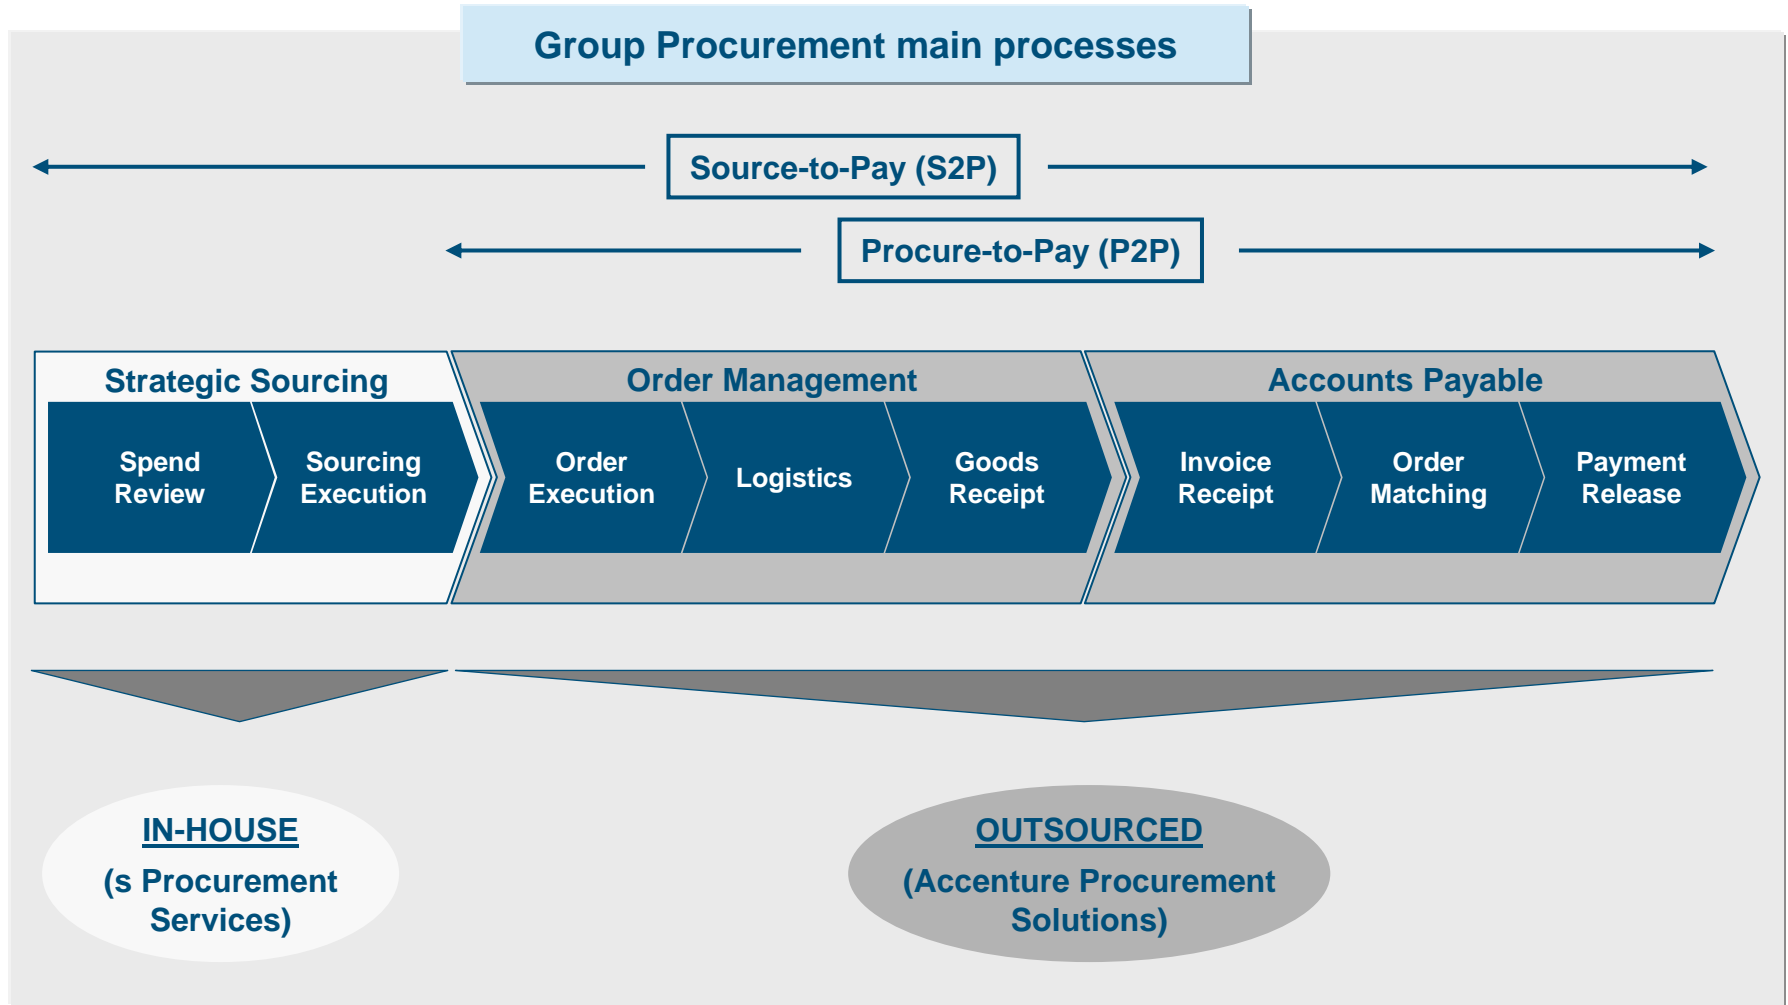 Group Procurement main processes
Source-to-Pay (S2P)
Procure-to-Pay (P2P)
Strategic Sourcing
Spend
Review
Sourcing
Execution
Order Management
Order
Execution
Logistics
Goods
Receipt
Accounts Payable
Invoice
Receipt
Order
Matching
Payment
Release
IN-HOUSE
(s Procurement
Services)
OUTSOURCED
(Accenture Procurement
Solutions)